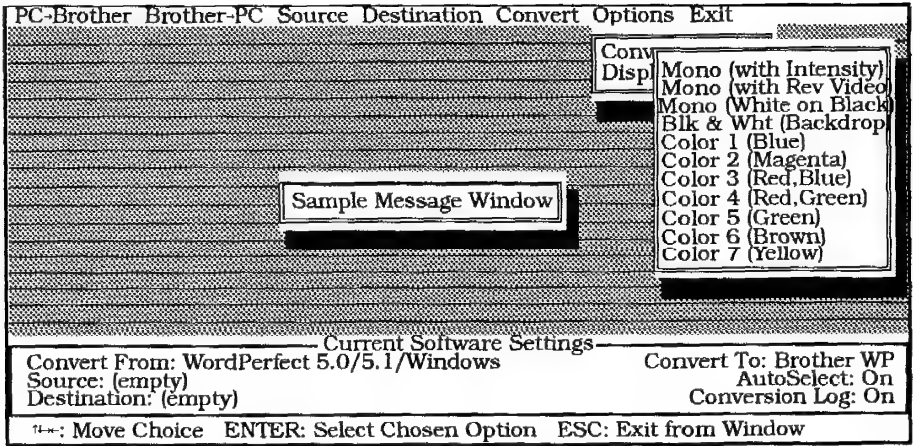 PC-Brother Brother-PC Source Destination Convert Options Exit
Conv
Displ
Mono (with Intensity)
Mono (with Rev Video)
Mono (White on Black)
Blk & Wht (Backdrop)
Color 1 (Blue)
Color 2 (Magenta)
Color 3 (Red,Blue)
Color 4 (Red,Green)
Color 5 (Green)
Color 6 (Brown)
Color 7 (Yellow)
Sample Message Window
Current Software Settings
Convert From: WordPerfect 5.0/5.1/Windows
Convert To: Brother WP
Source: (empty)
AutoSelect: On
Destination: (empty)
Conversion Log: On
↑↓→←: Move Choice ENTER: Select Chosen Option ESC: Exit from Window